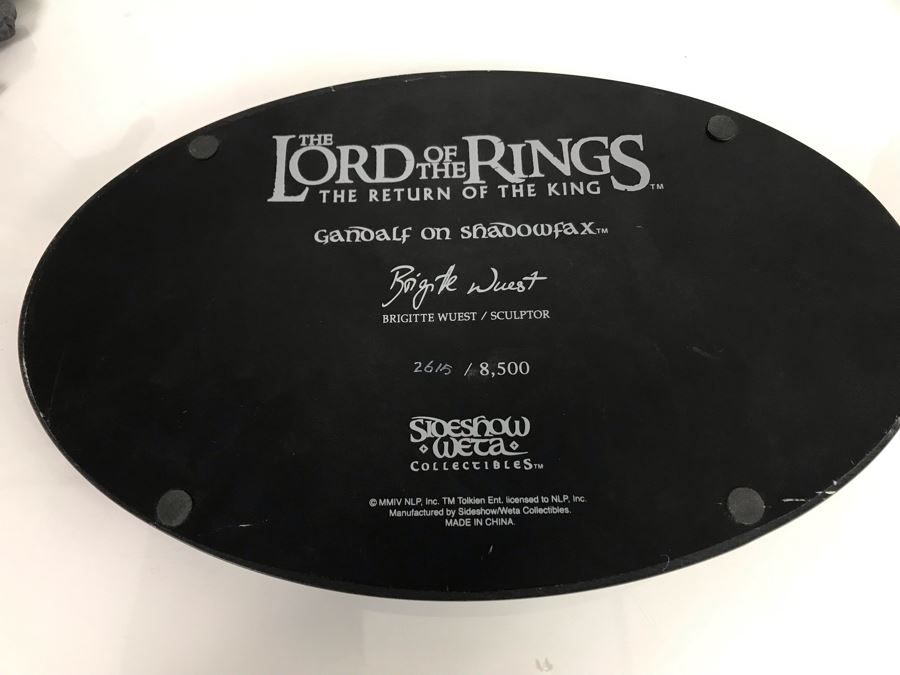 THE LORD OF THE RINGS™
THE RETURN OF THE KING
Gandalf on Shadowfax™
Brigitte Wuest
BRIGITTE WUEST / SCULPTOR
2615 / 8,500
SIDESHOW
WETA
COLLECTIBLES™
© MMIV NLP, Inc. TM Tolkien Ent. licensed to NLP, Inc.
Manufactured by Sideshow/Weta Collectibles.
MADE IN CHINA.